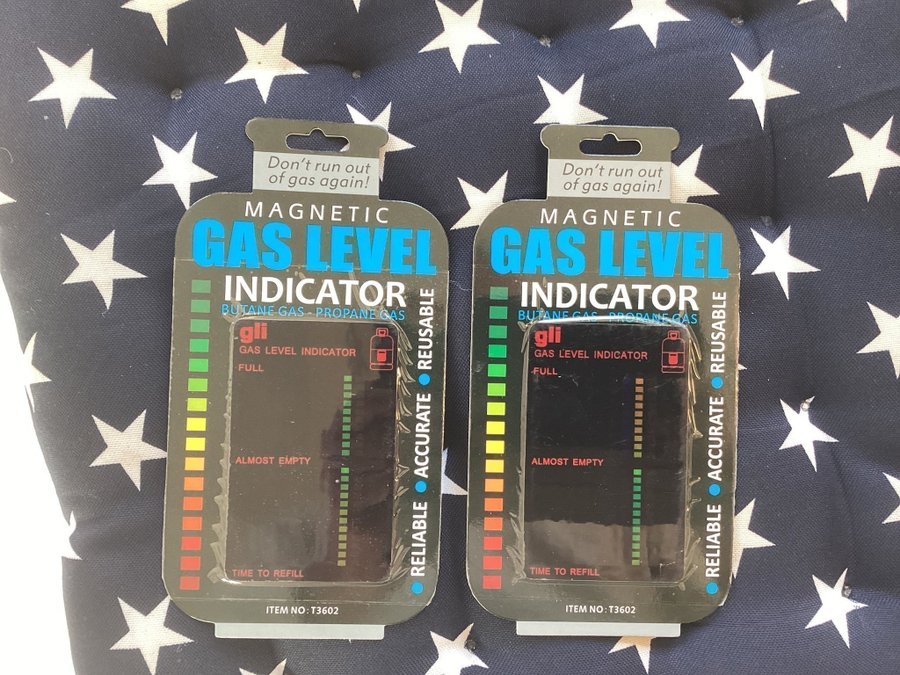 Don't run out
of gas again!
MAGNETIC
GAS LEVEL
INDICATOR
BUTANE GAS - PROPANE GAS
gli
GAS LEVEL INDICATOR
FULL
ALMOST EMPTY
TIME TO REFILL
RELIABLE ● ACCURATE ● REUSABLE
ITEM NO: T3602
Don't run out
of gas again!
MAGNETIC
GAS LEVEL
INDICATOR
BUTANE GAS - PROPANE GAS
gli
GAS LEVEL INDICATOR
FULL
ALMOST EMPTY
TIME TO REFILL
RELIABLE ● ACCURATE ● REUSABLE
ITEM NO: T3602